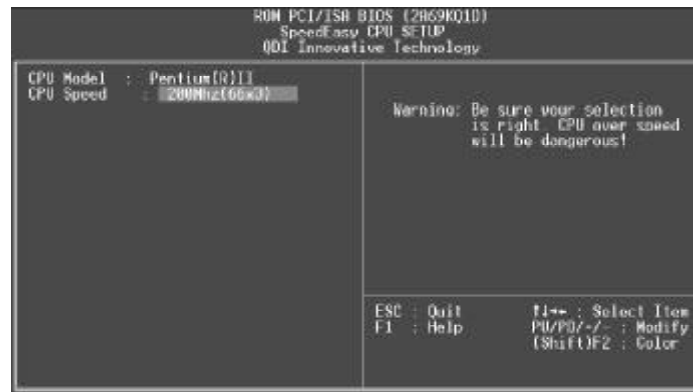 ROM PCI/ISA BIOS (2A69KQ1D)
SpeedEasy CPU SETUP
QDI Innovative Technology
CPU Model : Pentium(R)II
CPU Speed : 200Mhz(66x3)
Warning: Be sure your selection
is right CPU over speed
will be dangerous!
ESC : Quit ↑↓→← : Select Item
F1 : Help PU/PD/+/- : Modify
(Shift)F2 : Color